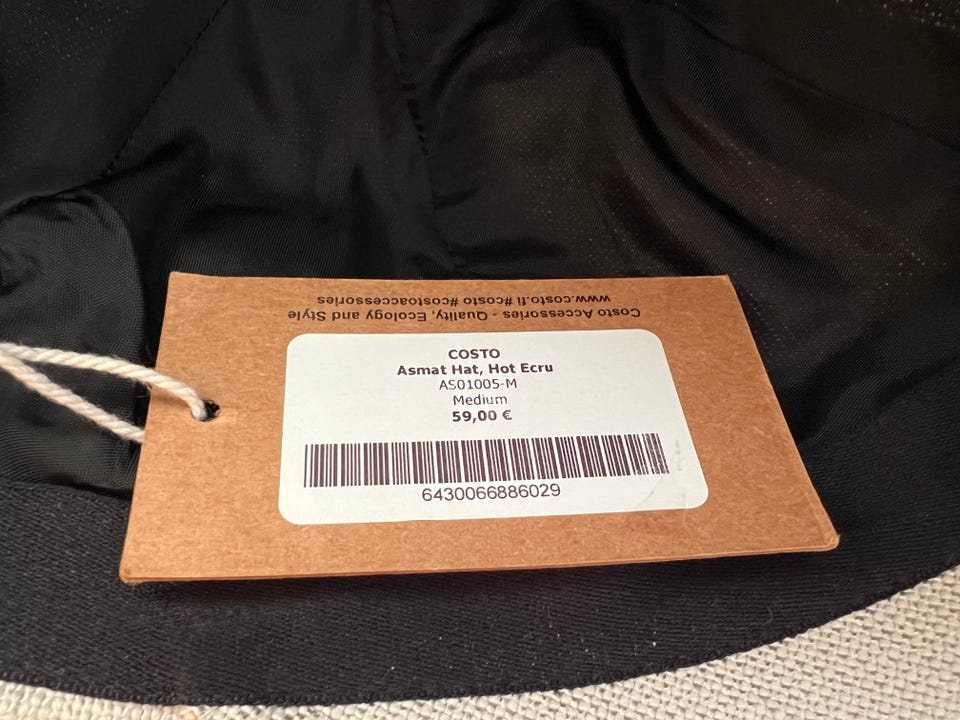 www.costo.fi #costo #costoaccessories
Costo Accessories - Quality, Ecology and Style
COSTO
Asmat Hat, Hot Ecru
AS01005-M
Medium
59,00 €
6430066886029